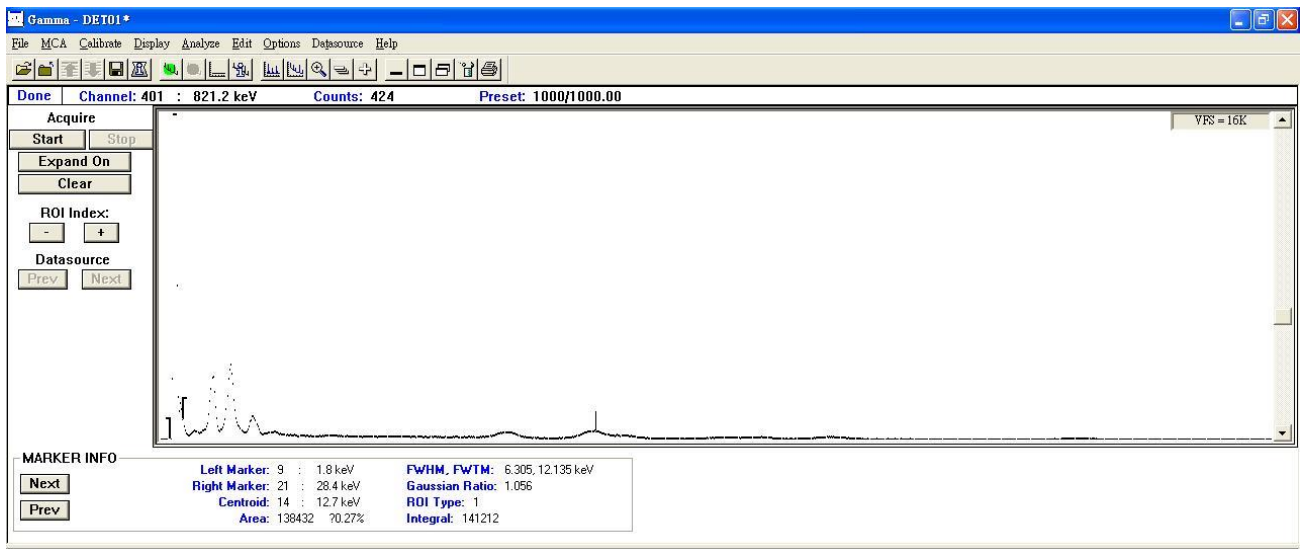 Gamma - DET01*
File MCA Calibrate Display Analyze Edit Options Datasource Help
Done Channel: 401 : 821.2 keV Counts: 424 Preset: 1000/1000.00
Acquire
Start Stop
Expand On
Clear
ROI Index:
- +
Datasource
Prev Next
VFS = 16K
MARKER INFO
Next
Prev
Left Marker: 9 : 1.8 keV FWHM, FWTM: 6.305, 12.135 keV
Right Marker: 21 : 28.4 keV Gaussian Ratio: 1.056
Centroid: 14 : 12.7 keV ROI Type: 1
Area: 138432 ?0.27% Integral: 141212